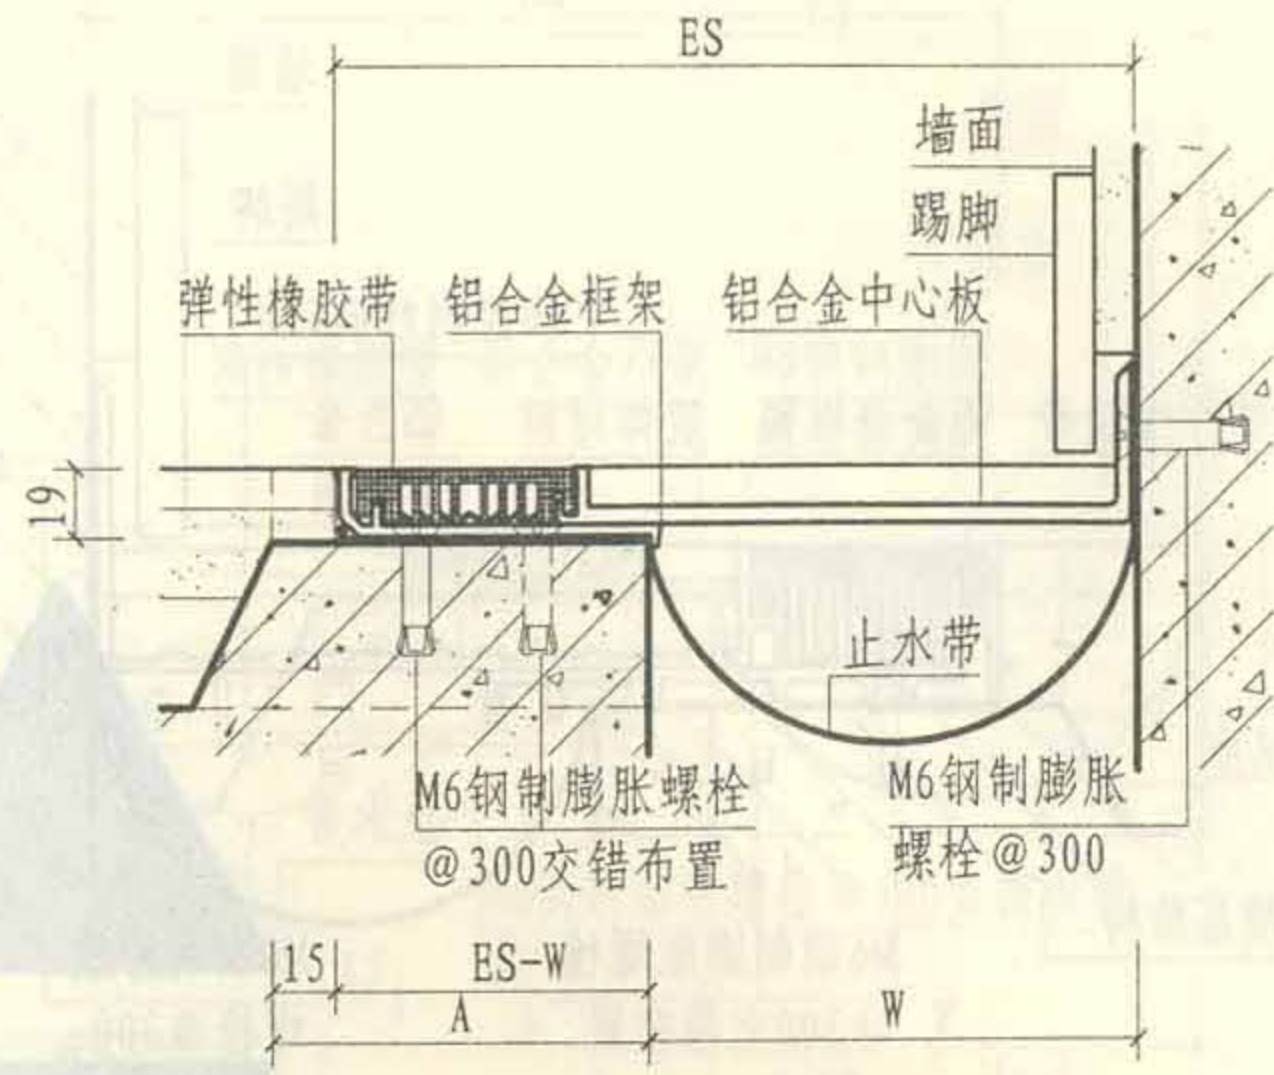 ES
墙面
踢脚
弹性橡胶带
铝合金框架
铝合金中心板
19
止水带
M6钢制膨胀螺栓
@300交错布置
M6钢制膨胀
螺栓@300
15
ES-W
A
W